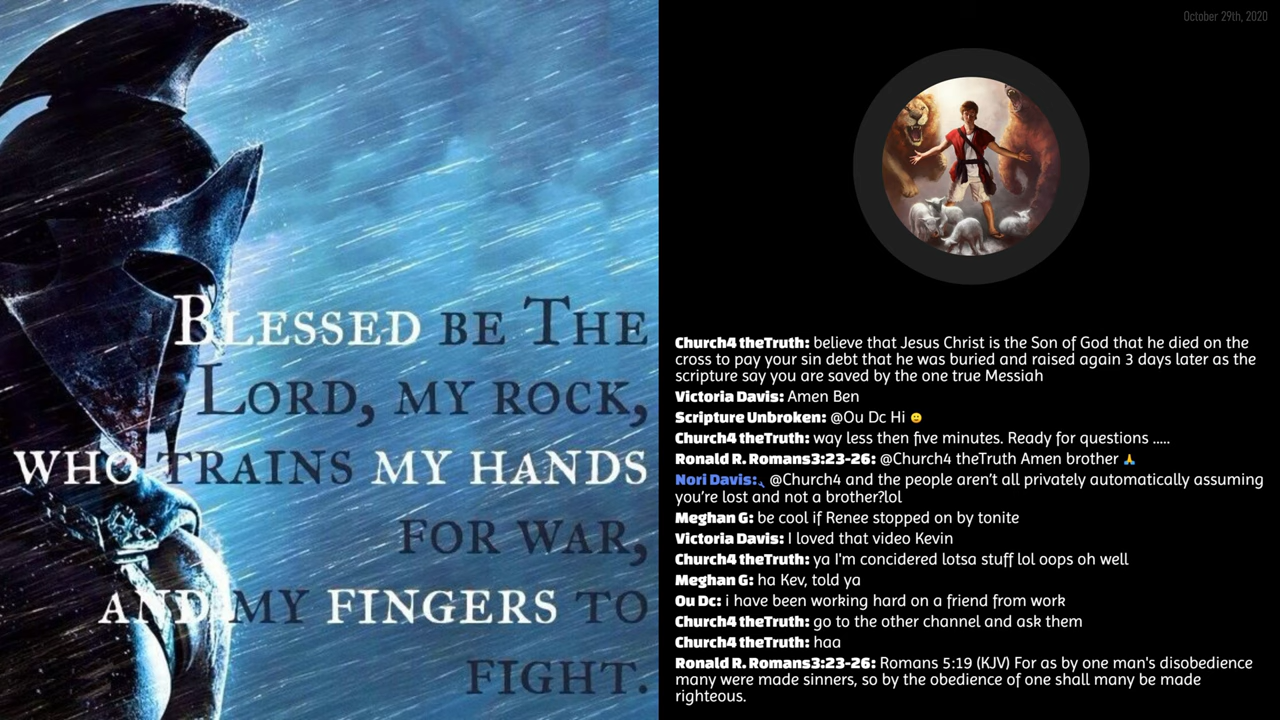 BLESSED BE THE
LORD, MY ROCK,
WHO TRAINS MY HANDS
FOR WAR,
AND MY FINGERS TO
FIGHT.
October 29th, 2020
Church4 theTruth: believe that Jesus Christ is the Son of God that he died on the
cross to pay your sin debt that he was buried and raised again 3 days later as the
scripture say you are saved by the one true Messiah
Victoria Davis: Amen Ben
Scripture Unbroken: @Ou Dc Hi 🙂
Church4 theTruth: way less then five minutes. Ready for questions .....
Ronald R. Romans3:23-26: @Church4 theTruth Amen brother 🙏
Nori Davis: @Church4 and the people aren't all privately automatically assuming
you're lost and not a brother?lol
Meghan G: be cool if Renee stopped on by tonite
Victoria Davis: I loved that video Kevin
Church4 theTruth: ya I'm concidered lotsa stuff lol oops oh well
Meghan G: ha Kev, told ya
Ou Dc: i have been working hard on a friend from work
Church4 theTruth: go to the other channel and ask them
Church4 theTruth: haa
Ronald R. Romans3:23-26: Romans 5:19 (KJV) For as by one man's disobedience
many were made sinners, so by the obedience of one shall many be made
righteous.